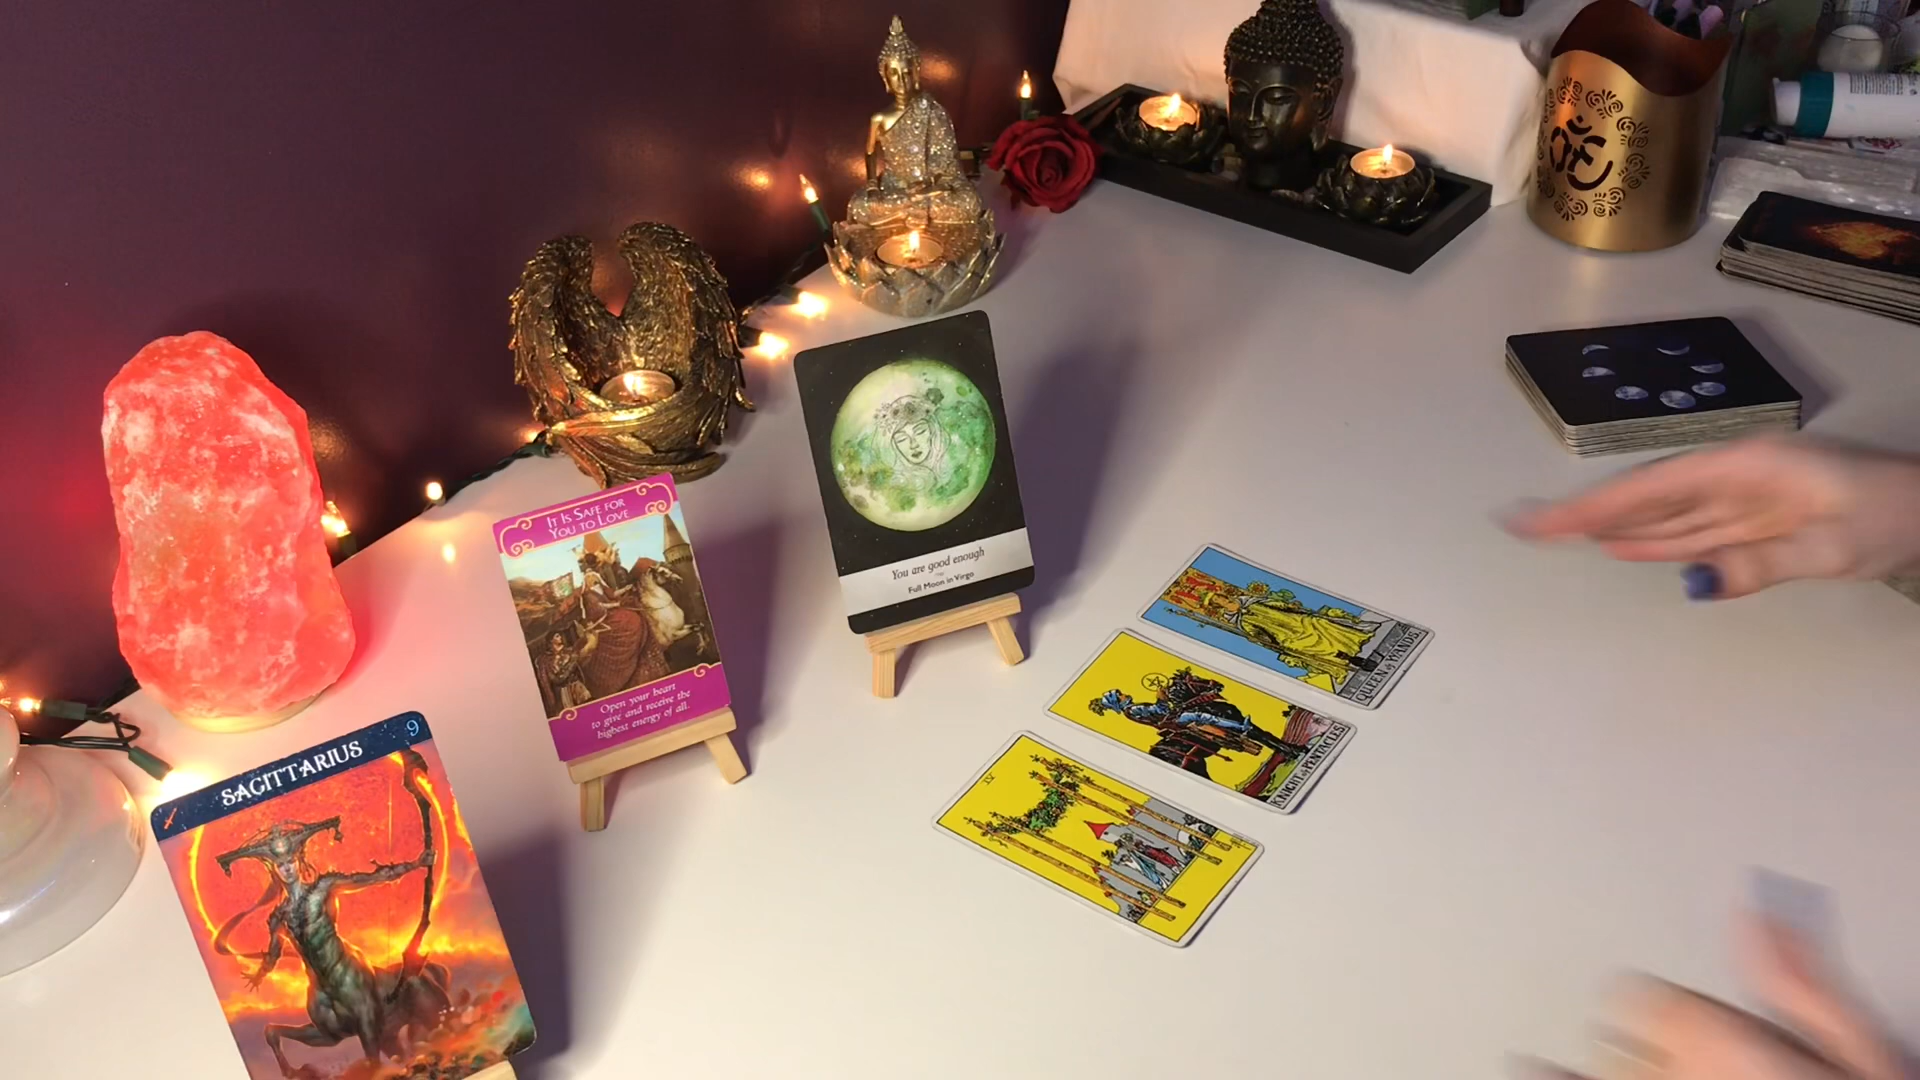 SAGITTARIUS
9
IT IS SAFE FOR
YOU TO LOVE
Open your heart
to give and receive the
highest energy of all.
You are good enough
Full Moon in Virgo
QUEEN of WANDS.
KNIGHT of PENTACLES
IV